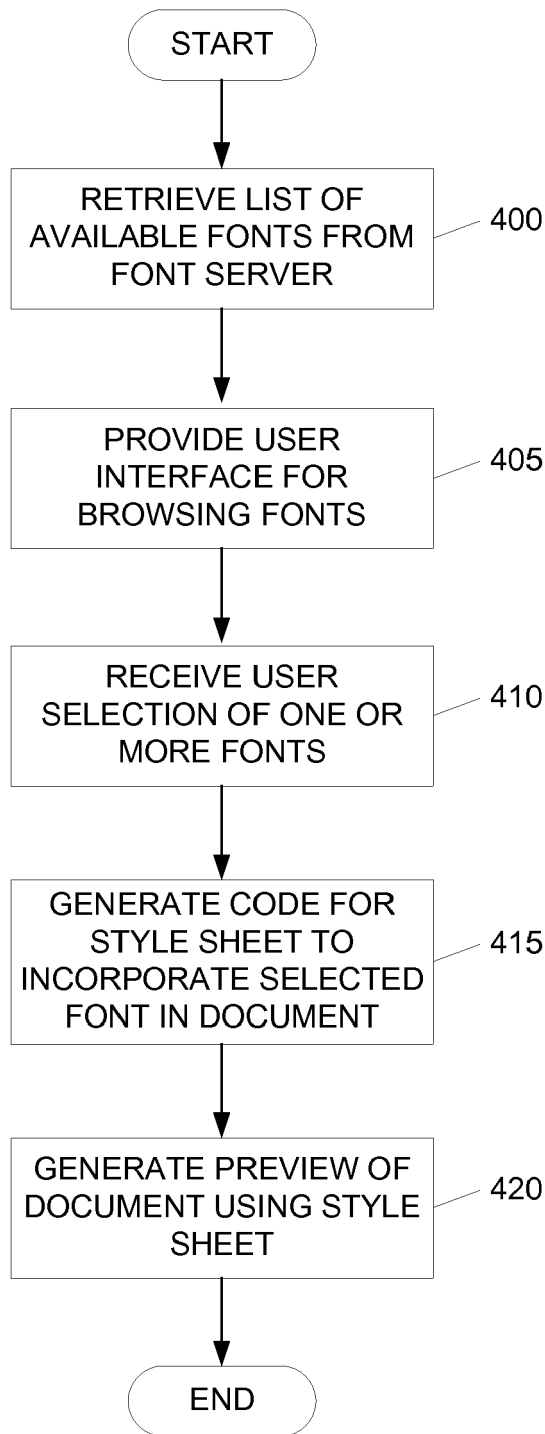 START
RETRIEVE LIST OF
AVAILABLE FONTS FROM
FONT SERVER
400
PROVIDE USER
INTERFACE FOR
BROWSING FONTS
405
RECEIVE USER
SELECTION OF ONE OR
MORE FONTS
410
GENERATE CODE FOR
STYLE SHEET TO
INCORPORATE SELECTED
FONT IN DOCUMENT
415
GENERATE PREVIEW OF
DOCUMENT USING STYLE
SHEET
420
END